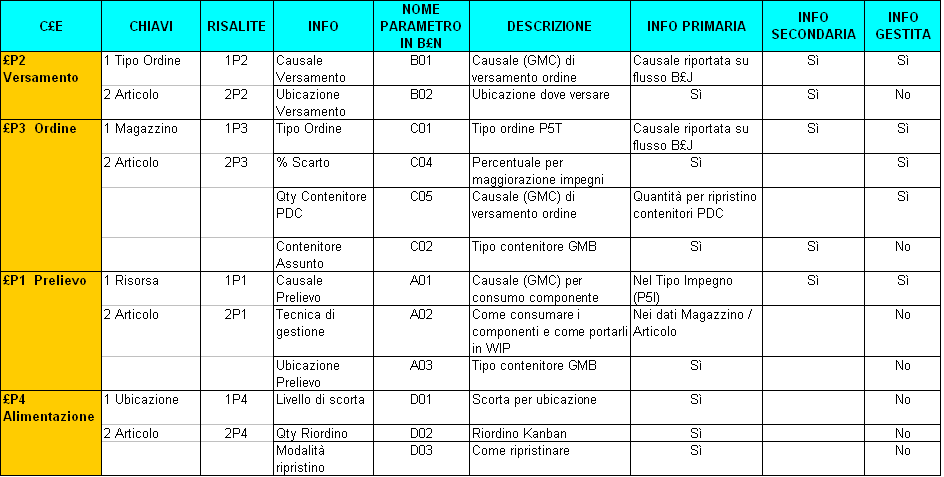 C£E CHIAVI RISALITE INFO NOME PARAMETRO IN B£N DESCRIZIONE INFO PRIMARIA INFO SECONDARIA INFO GESTITA
£P2 Versamento 1 Tipo Ordine 1P2 Causale Versamento B01 Causale (GMC) di versamento ordine Causale riportata su flusso B£J Sì Sì
2 Articolo 2P2 Ubicazione Versamento B02 Ubicazione dove versare Sì Sì No
£P3 Ordine 1 Magazzino 1P3 Tipo Ordine C01 Tipo ordine P5T Causale riportata su flusso B£J Sì Sì
2 Articolo 2P3 % Scarto C04 Percentuale per maggiorazione impegni Sì Sì
Qty Contenitore PDC C05 Causale (GMC) di versamento ordine Quantità per ripristino contenitori PDC Sì
Contenitore Assunto C02 Tipo contenitore GMB Sì Sì No
£P1 Prelievo 1 Risorsa 1P1 Causale Prelievo A01 Causale (GMC) per consumo componente Nel Tipo Impegno (P5I) Sì Sì
2 Articolo 2P1 Tecnica di gestione A02 Come consumare i componenti e come portarli in WIP Nei dati Magazzino / Articolo No
Ubicazione Prelievo A03 Tipo contenitore GMB Sì No
£P4 Alimentazione 1 Ubicazione 1P4 Livello di scorta D01 Scorta per ubicazione Sì No
2 Articolo 2P4 Qty Riordino D02 Riordino Kanban Sì No
Modalità ripristino D03 Come ripristinare Sì No